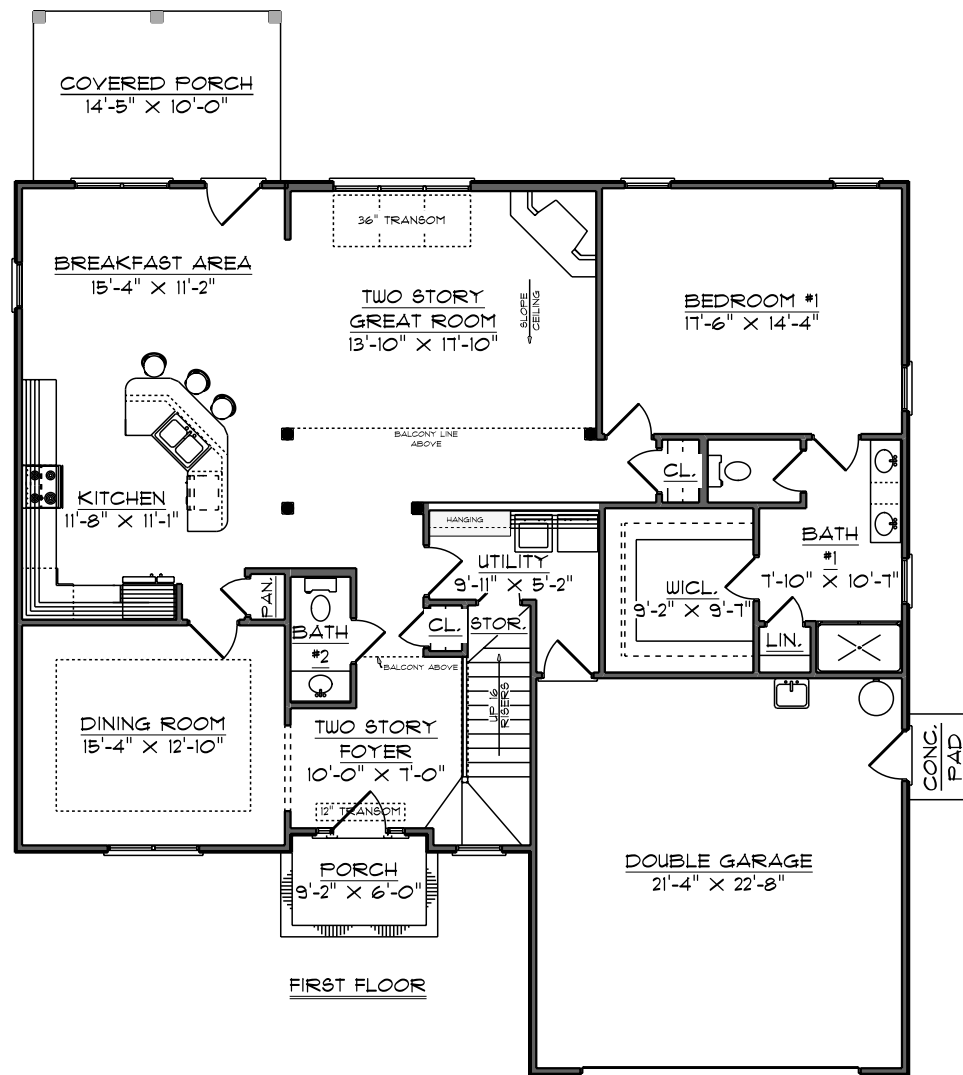 COVERED PORCH
14'-5" X 10'-0"
36" TRANSOM
BREAKFAST AREA
15'-4" X 11'-2"
TWO STORY
GREAT ROOM
13'-10" X 17'-10"
SLOPE
CEILING
BEDROOM #1
17'-6" X 14'-4"
BALCONY LINE
ABOVE
KITCHEN
11'-8" X 11'-1"
CL.
HANGING
UTILITY
9'-11" X 5'-2"
WICL.
9'-2" X 9'-7"
BATH
#1
7'-10" X 10'-7"
PAN.
BATH
#2
CL.
STOR.
LIN.
BALCONY ABOVE
UP 16
RISERS
DINING ROOM
15'-4" X 12'-10"
TWO STORY
FOYER
10'-0" X 7'-0"
12" TRANSOM
CONC.
PAD
PORCH
9'-2" X 6'-0"
DOUBLE GARAGE
21'-4" X 22'-8"
FIRST FLOOR